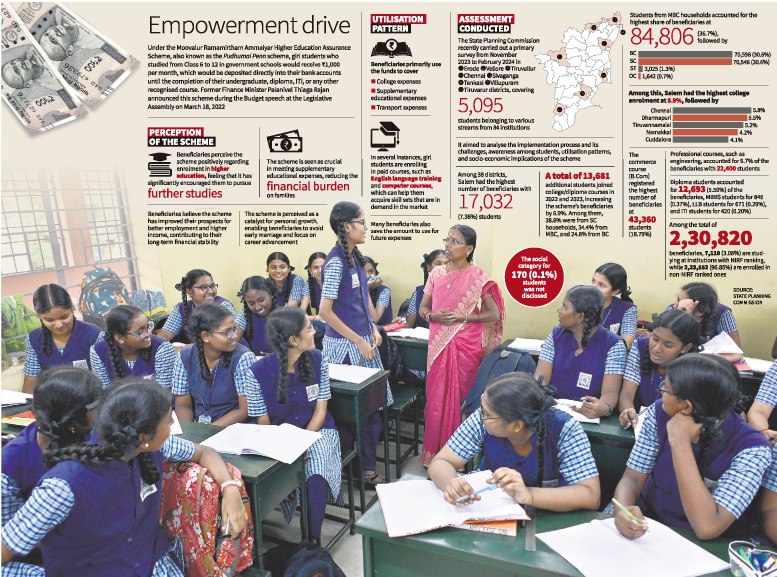 Empowerment drive
Under the Moovalur Ramamirtham Ammaiyar Higher Education Assurance
Scheme, also known as the Pudhumai Penn scheme, girl students who
studied from Class 6 to 12 in government schools would receive ₹1,000
per month, which would be deposited directly into their bank accounts
until the completion of their undergraduate, diploma, ITI, or any other
recognised course. Former Finance Minister Palanivel Thiaga Rajan
announced this scheme during the Budget speech at the Legislative
Assembly on March 18, 2022
PERCEPTION
OF THE SCHEME
Beneficiaries perceive the
scheme positively regarding
enrolment in higher
education, feeling that it has
significantly encouraged them to pursue
further studies
The scheme is seen as crucial
in meeting supplementary
educational expenses, reducing the
financial burden
on families
Beneficiaries believe the scheme
has improved their prospects for
better employment and higher
income, contributing to their
long-term financial stability
The scheme is perceived as a
catalyst for personal growth,
enabling beneficiaries to avoid
early marriage and focus on
career advancement
UTILISATION
PATTERN
Beneficiaries primarily use
the funds to cover
College expenses
Supplementary
educational expenses
Transport expenses
In several instances, girl
students are enrolling
in paid courses, such as
English language training
and computer courses,
which can help them
acquire skill sets that are in
demand in the market
Many beneficiaries also
save the amount to use for
future expenses
ASSESSMENT
CONDUCTED
The State Planning Commission
recently carried out a primary
survey from November
2023 to February 2024 in
Erode Vellore Tiruvallur
Chennai Sivaganga
Tenkasi Villupuram
Tiruvarur districts, covering
5,095
students belonging to various
streams from 84 institutions
It aimed to analyse the implementation process and its
challenges, awareness among students, utilisation patterns,
and socio-economic implications of the scheme
Among 38 districts,
Salem had the highest
number of beneficiaries with
17,032
(7.38%) students
A total of 13,681
additional students joined
college/diploma courses in
2022 and 2023, increasing
the scheme's beneficiaries
by 6.9%. Among them,
38.6% were from SC
households, 34.4% from
MBC, and 24.8% from BC
The social
category for
170 (0.1%)
students
was not
disclosed
Students from MBC households accounted for the
highest share of beneficiaries at
84,806 (36.7%),
followed by
BC 70,598 (30.6%)
SC 70,546 (30.6%)
ST 3,025 (1.3%)
OC 1,642 (0.7%)
Among this, Salem had the highest college
enrolment at 8.9%, followed by
Chennai 5.8%
Dharmapuri 5.5%
Tiruvannamalai 5.2%
Namakkal 4.2%
Cuddalore 4.1%
The
commerce
course
(B.Com)
registered
the highest
number of
beneficiaries
at
43,360
students
(18.79%)
Professional courses, such as
engineering, accounted for 9.7% of the
beneficiaries with 22,400 students
Diploma students accounted
for 12,693 (5.50%) of the
beneficiaries, MBBS students for 848
(0.37%), LLB students for 671 (0.29%),
and ITI students for 420 (0.20%)
Among the total of
2,30,820
beneficiaries, 7,118 (3.08%) are stud-
ying at institutions with NIRF ranking,
while (96.85%) are enrolled in
non-NIRF ranked ones
SOURCE:
STATE PLANNING
COMMISSION